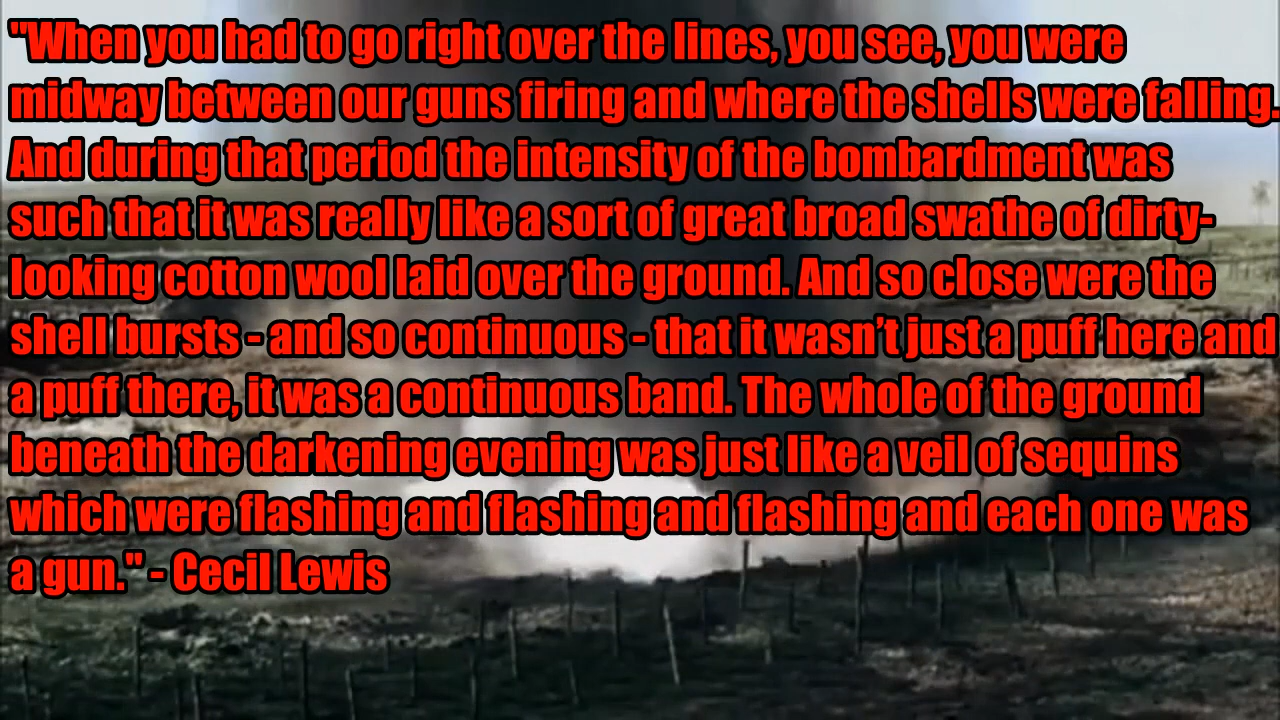 "When you had to go right over the lines, you see, you were
midway between our guns firing and where the shells were falling.
And during that period the intensity of the bombardment was
such that it was really like a sort of great broad swathe of dirty-
looking cotton wool laid over the ground. And so close were the
shell bursts - and so continuous - that it wasn’t just a puff here and
a puff there, it was a continuous band. The whole of the ground
beneath the darkening evening was just like a veil of sequins
which were flashing and flashing and flashing and each one was
a gun." - Cecil Lewis